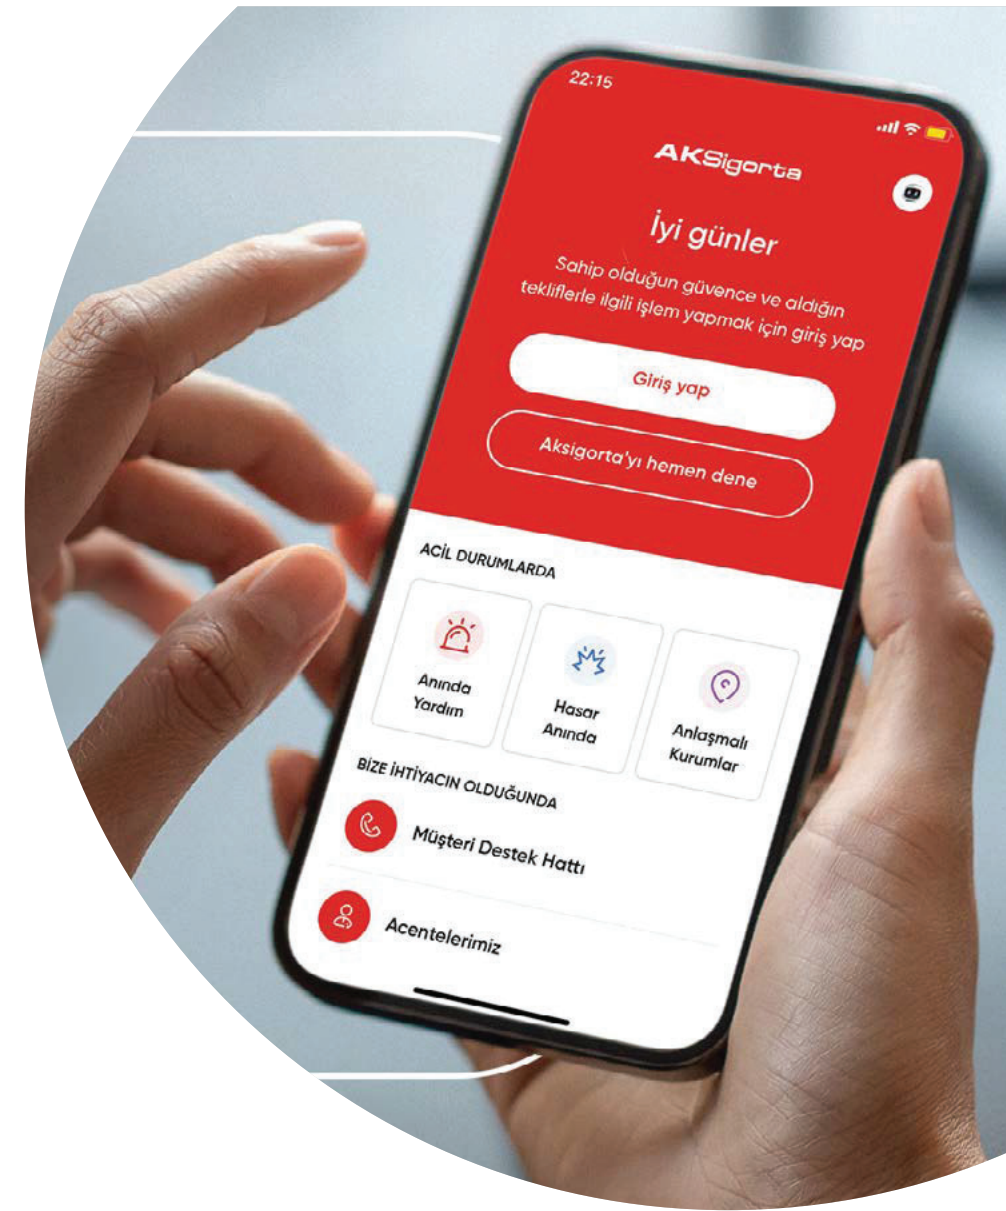 22:15
AKSigorta
İyi günler
Sahip olduğun güvence ve aldığın
tekliflerle ilgili işlem yapmak için giriş yap
Giriş yap
Aksigorta'yı hemen dene
ACİL DURUMLARDA
Anında
Yardım
Hasar
Anında
Anlaşmalı
Kurumlar
BİZE İHTİYACIN OLDUĞUNDA
Müşteri Destek Hattı
Acentelerimiz